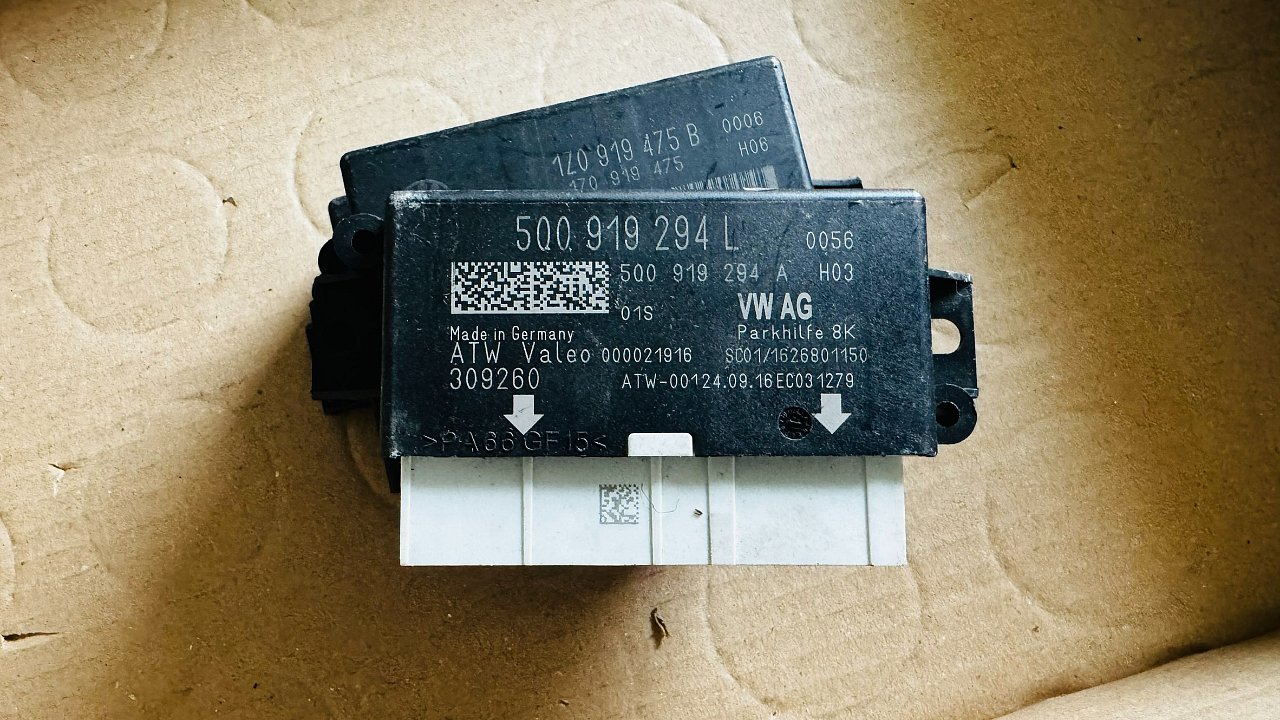 1Z0 919 475 B 0006
1Z0 919 475 H06
5Q0 919 294 L 0056
5Q0 919 294 A H03
01S VW AG
Made in Germany Parkhilfe 8K
ATW Valeo 000021916 SC01/1626801150
309260 ATW-00124.09.16EC031279
>PA66 GF15<